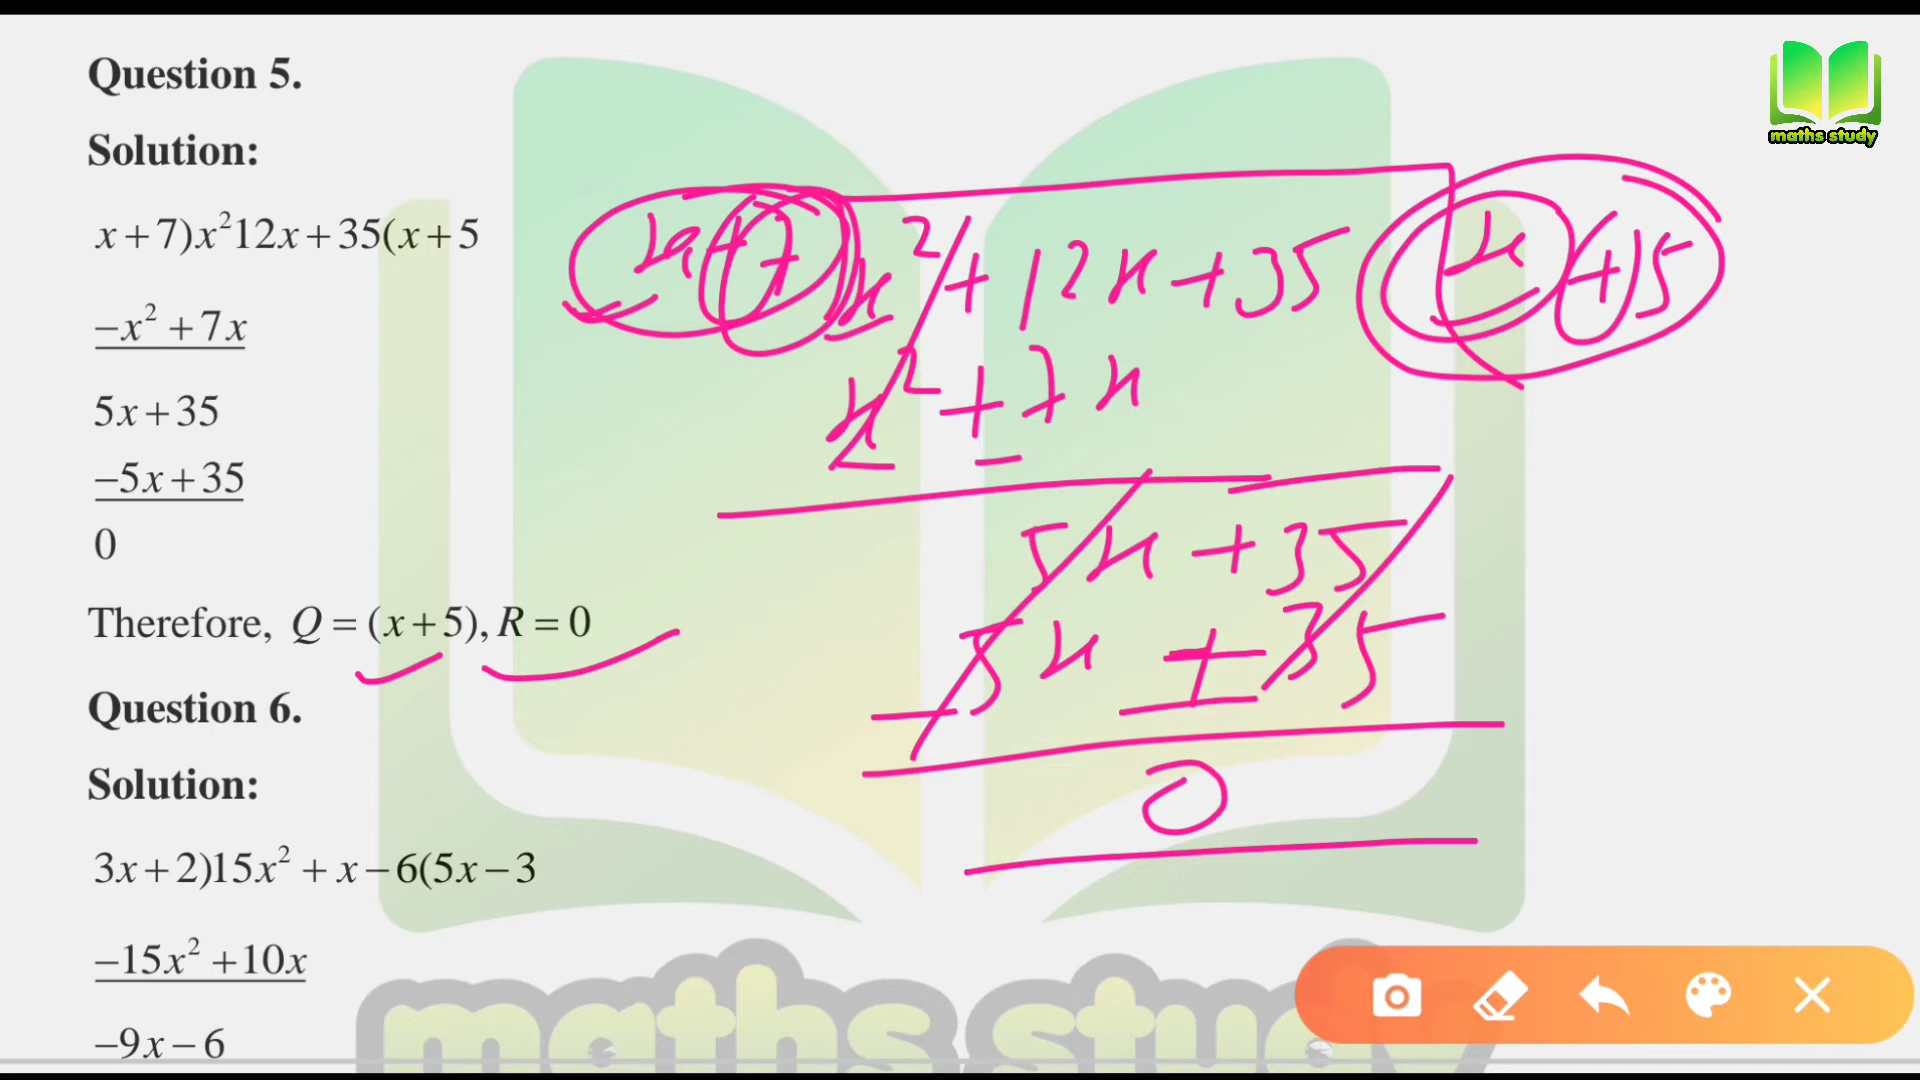 Question 5.
Solution:
x+7)x²12x+35(x+5
−x²+7x
5x+35
−5x+35
0
Therefore, Q=(x+5), R=0
Question 6.
Solution:
3x+2)15x²+x−6(5x−3
−15x²+10x
−9x−6
x+7 x²+12x+35 x+5
x²+7x
− −
5x+35
5x+35
− −
0
maths study
maths study